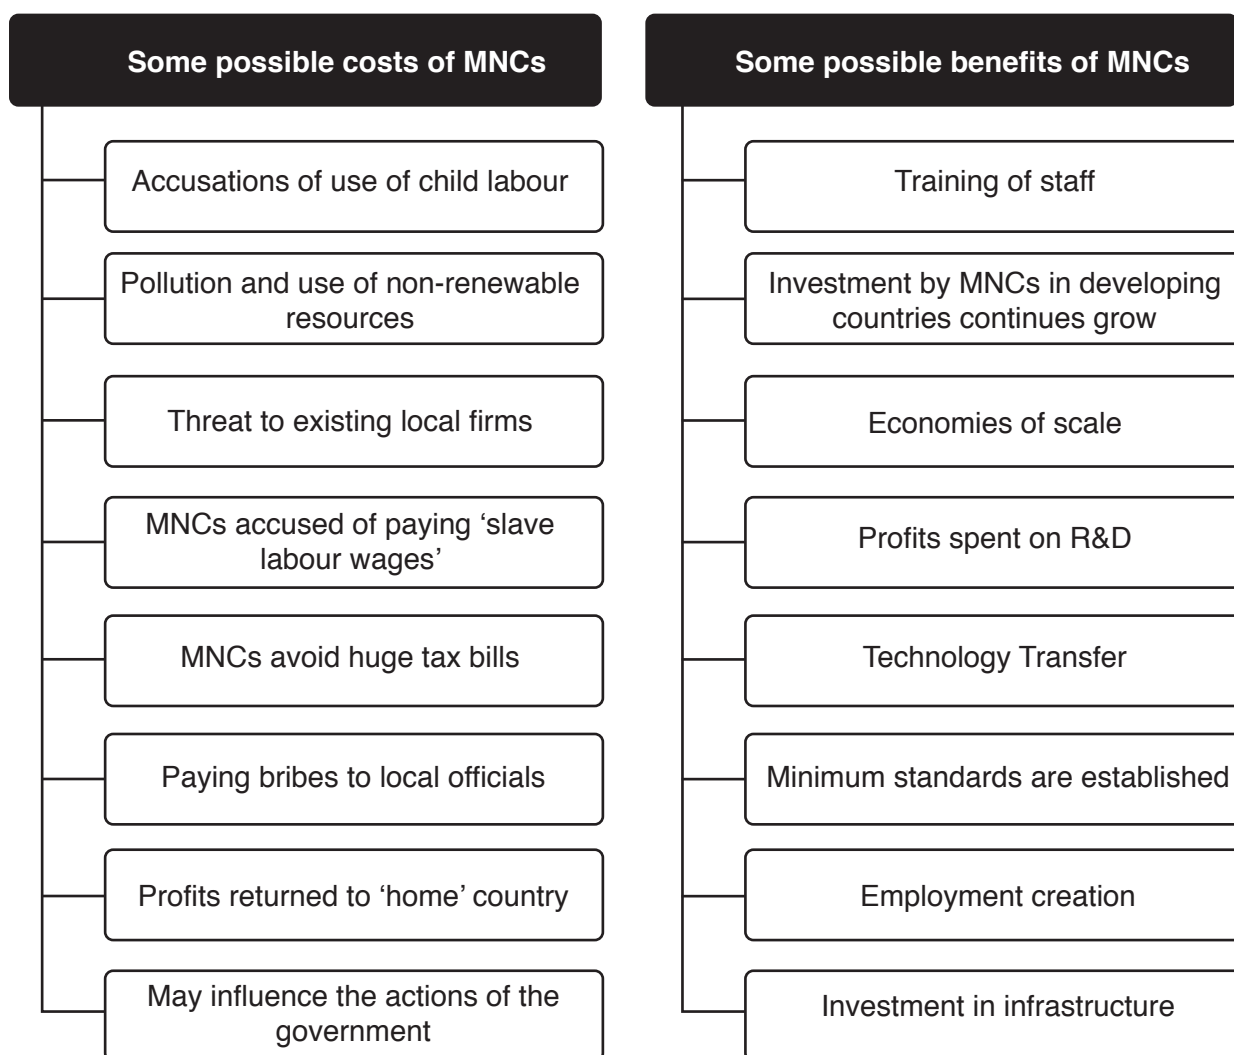 Some possible costs of MNCs
Accusations of use of child labour
Pollution and use of non-renewable
resources
Threat to existing local firms
MNCs accused of paying ‘slave
labour wages’
MNCs avoid huge tax bills
Paying bribes to local officials
Profits returned to ‘home’ country
May influence the actions of the
government
Some possible benefits of MNCs
Training of staff
Investment by MNCs in developing
countries continues grow
Economies of scale
Profits spent on R&D
Technology Transfer
Minimum standards are established
Employment creation
Investment in infrastructure